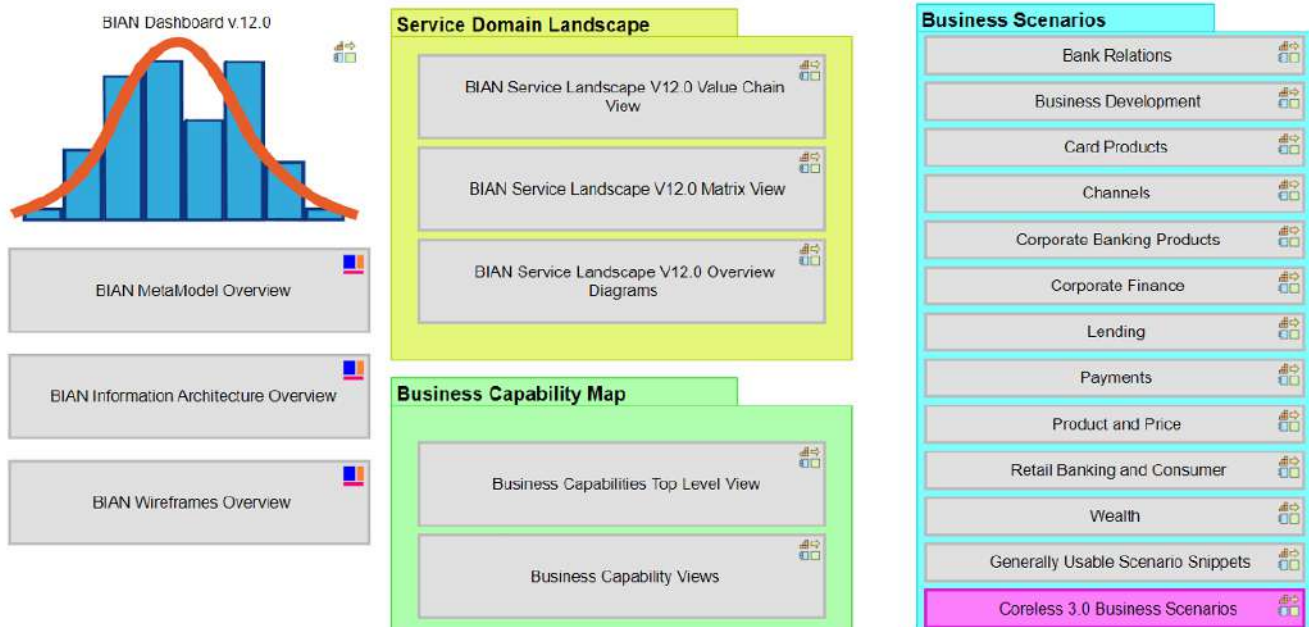 BIAN Dashboard v.12.0
BIAN MetaModel Overview
BIAN Information Architecture Overview
BIAN Wireframes Overview
Service Domain Landscape
BIAN Service Landscape V12.0 Value Chain
View
BIAN Service Landscape V12.0 Matrix View
BIAN Service Landscape V12.0 Overview
Diagrams
Business Capability Map
Business Capabilities Top Level View
Business Capability Views
Business Scenarios
Bank Relations
Business Development
Card Products
Channels
Corporate Banking Products
Corporate Finance
Lending
Payments
Product and Price
Retail Banking and Consumer
Wealth
Generally Usable Scenario Snippets
Coreless 3.0 Business Scenarios